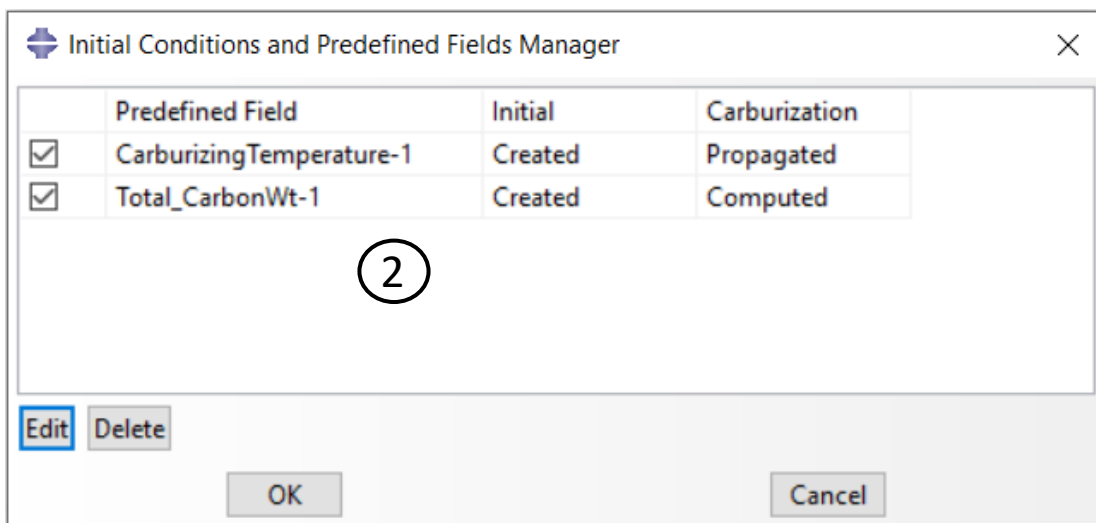 Initial Conditions and Predefined Fields Manager
Predefined Field Initial Carburization
CarburizingTemperature-1 Created Propagated
Total_CarbonWt-1 Created Computed
2
Edit Delete
OK Cancel